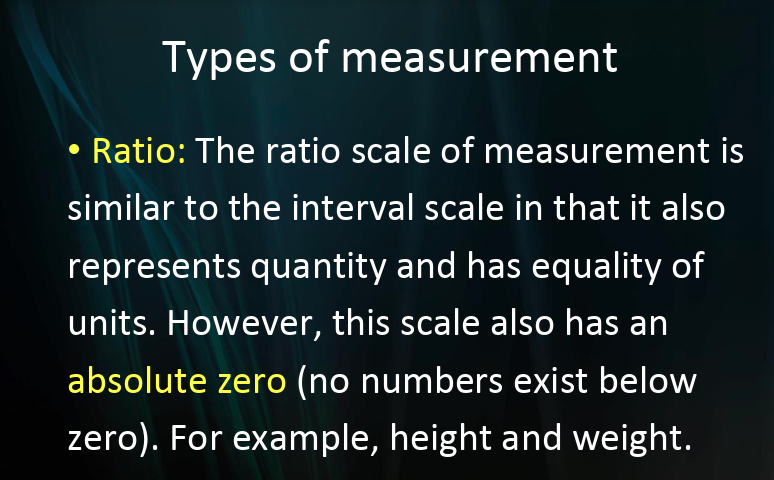 Types of measurement
• Ratio: The ratio scale of measurement is
similar to the interval scale in that it also
represents quantity and has equality of
units. However, this scale also has an
absolute zero (no numbers exist below
zero). For example, height and weight.